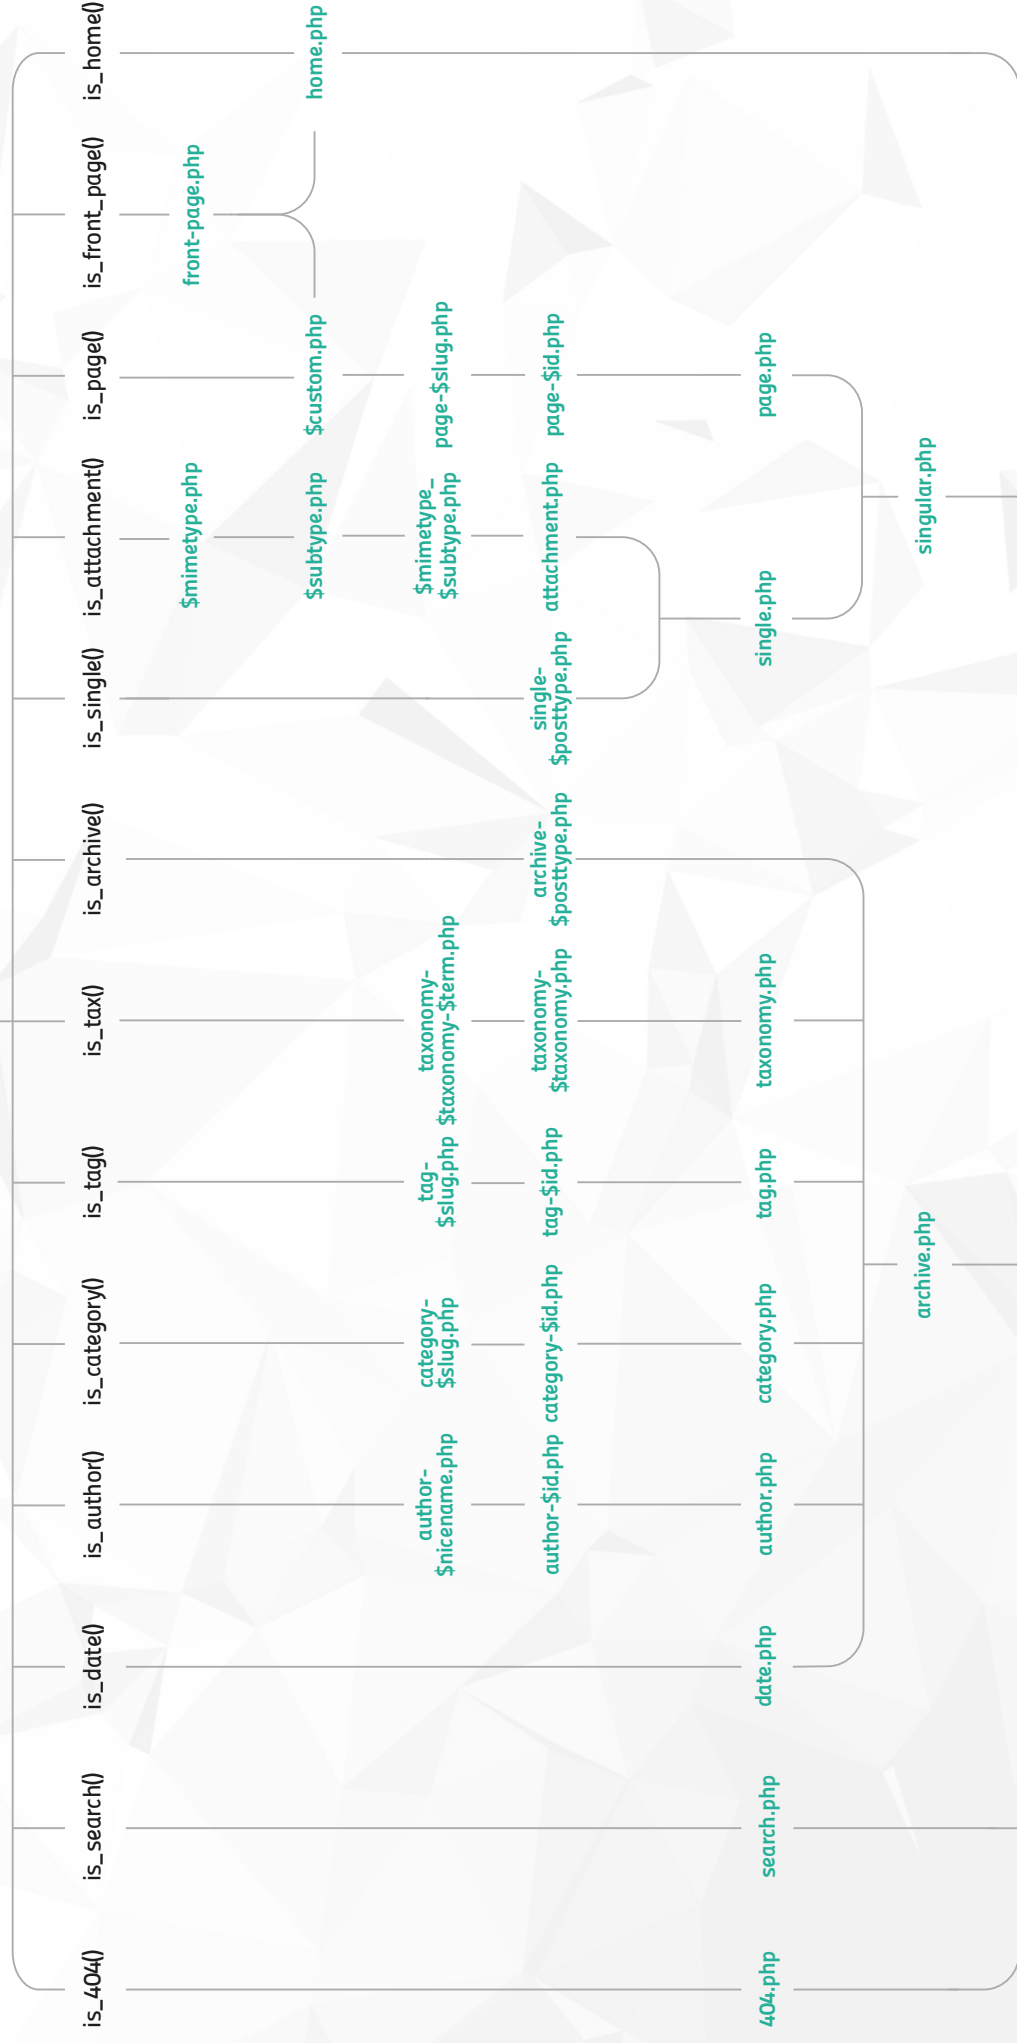 is_404()
is_search()
is_date()
is_author()
is_category()
is_tag()
is_tax()
is_archive()
is_single()
is_attachment()
is_page()
is_front_page()
is_home()
$mimetype.php
front-page.php
$subtype.php
$custom.php
home.php
author-
$nicename.php
category-
$slug.php
tag-
$slug.php
taxonomy-
$taxonomy-$term.php
$mimetype_
$subtype.php
page-$slug.php
author-$id.php
category-$id.php
tag-$id.php
taxonomy-
$taxonomy.php
archive-
$posttype.php
single-
$posttype.php
attachment.php
page-$id.php
404.php
search.php
date.php
author.php
category.php
tag.php
taxonomy.php
single.php
page.php
archive.php
singular.php